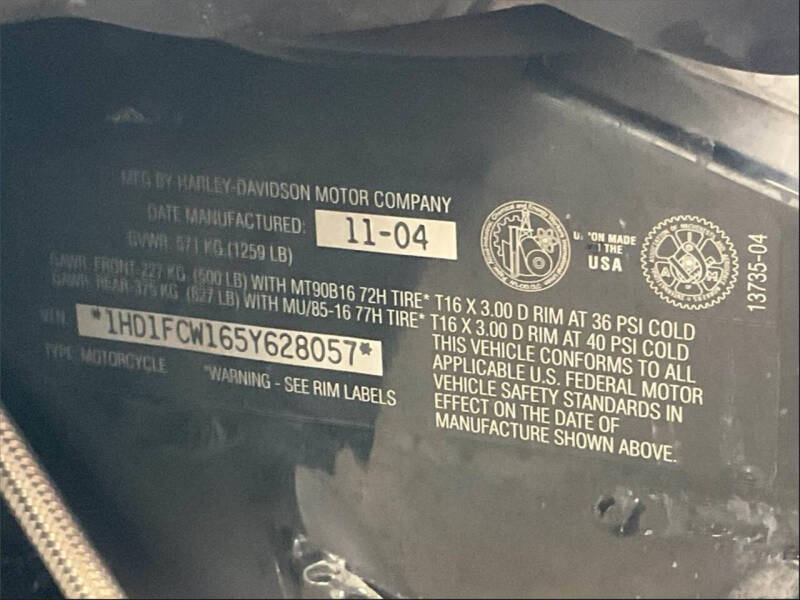 MFG BY HARLEY-DAVIDSON MOTOR COMPANY
DATE MANUFACTURED: 11-04
GVWR 571 KG (1259 LB)
GAWR FRONT-227 KG (500 LB) WITH MT90B16 72H TIRE* T16 X 3.00 D RIM AT 36 PSI COLD
GAWR REAR-375 KG (827 LB) WITH MU/85-16 77H TIRE* T16 X 3.00 D RIM AT 40 PSI COLD
VIN *1HD1FCW165Y628057*
TYPE MOTORCYCLE
*WARNING - SEE RIM LABELS
THIS VEHICLE CONFORMS TO ALL
APPLICABLE U.S. FEDERAL MOTOR
VEHICLE SAFETY STANDARDS IN
EFFECT ON THE DATE OF
MANUFACTURE SHOWN ABOVE.
MADE
THE
USA
13735-04